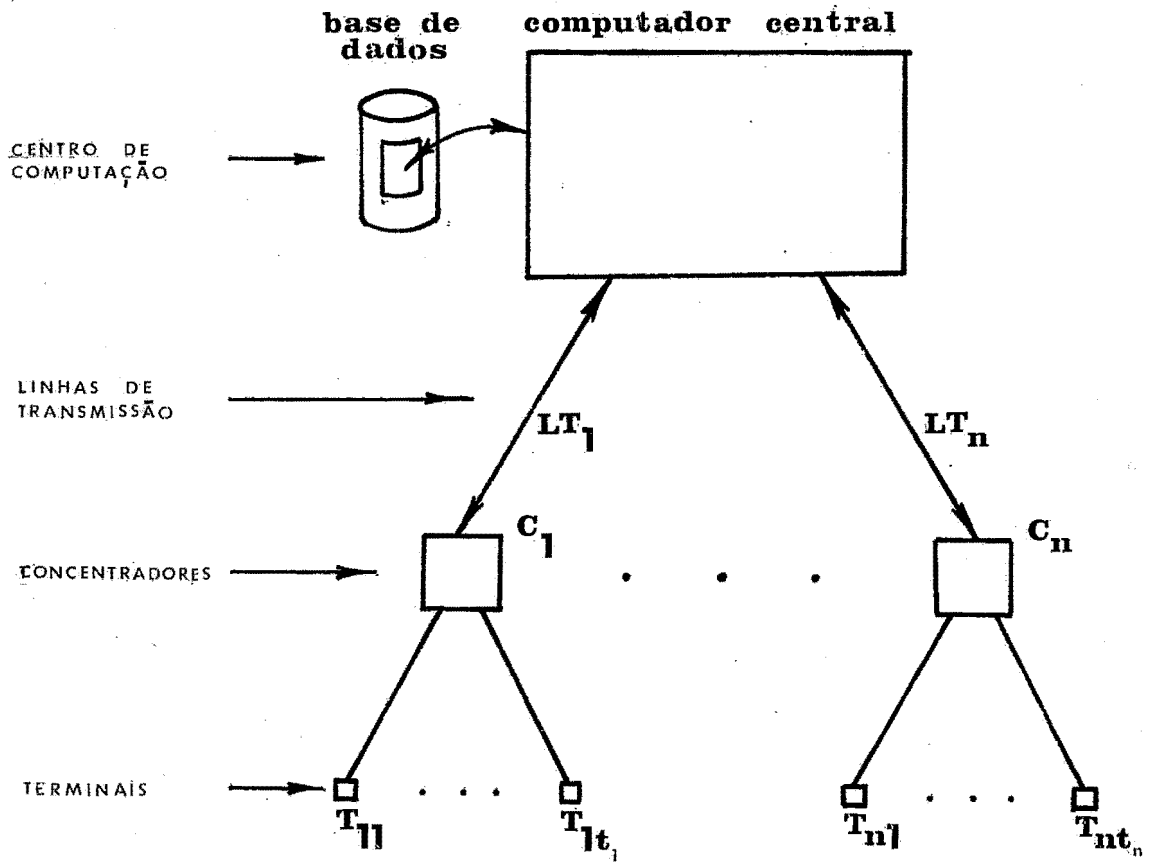 base de
dados
computador central
CENTRO DE
COMPUTAÇÃO
LINHAS DE
TRANSMISSÃO
LT1
LTn
C1
Cn
CONCENTRADORES
TERMINAIS
T11
T1t1
Tn1
Tntn